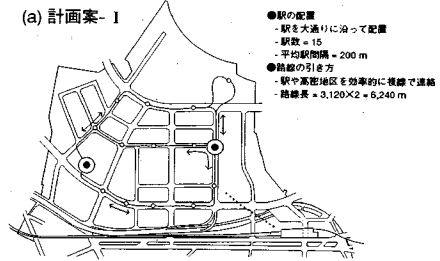 (a) 計画案- I
●駅の配置
- 駅を大通りに沿って配置
- 駅数 = 15
- 平均駅間隔 = 200 m
●路線の引き方
- 駅や高密地区を効率的に複線で連絡
- 路線長 = 3,120×2 = 6,240 m